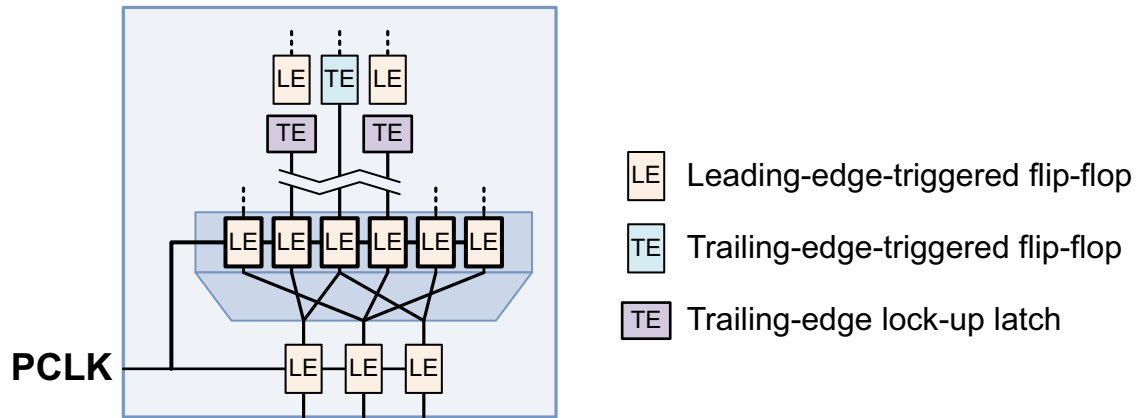 LE TE LE
TE TE
LE Leading-edge-triggered flip-flop
LE LE LE LE LE LE
TE Trailing-edge-triggered flip-flop
TE Trailing-edge lock-up latch
PCLK
LE LE LE